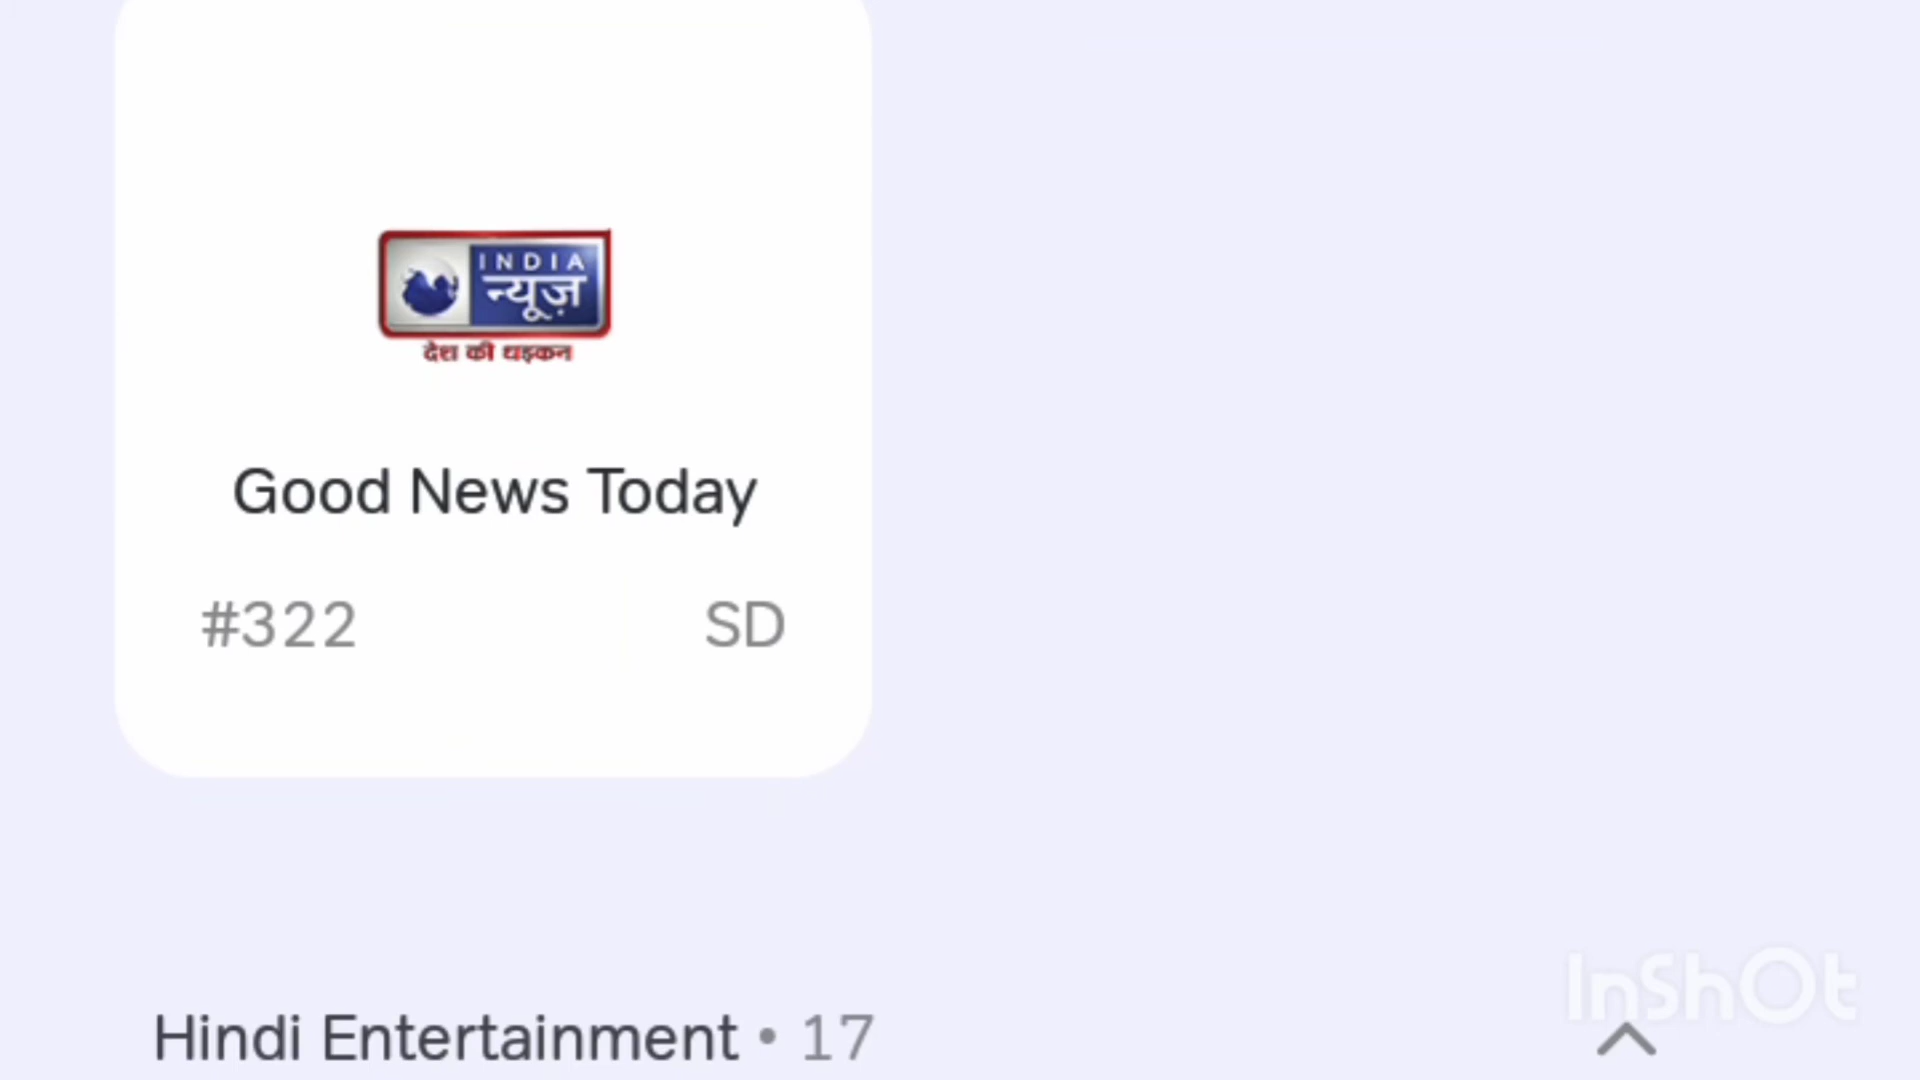 INDIA
न्यूज़
देश की धड़कन
Good News Today
#322 SD
Hindi Entertainment • 17
InShOt